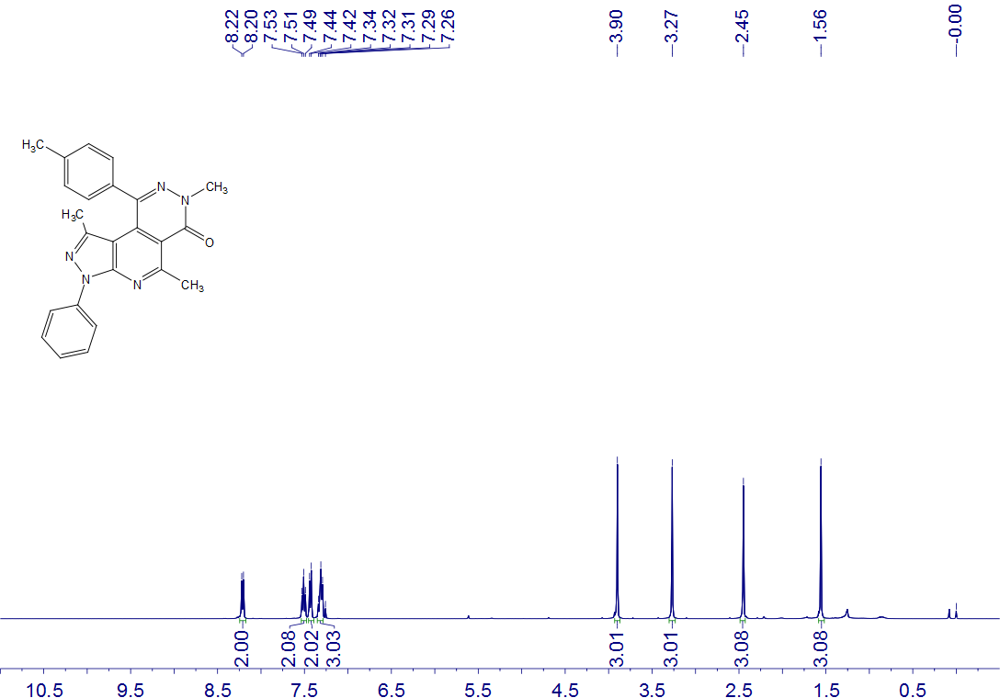 8.22
8.20
7.53
7.51
7.49
7.44
7.42
7.34
7.32
7.31
7.29
7.26
3.90
3.27
2.45
1.56
-0.00
H₃C
N
N
CH₃
H₃C
O
N
N
N
CH₃
2.00
2.08
2.02
3.03
3.01
3.01
3.08
3.08
10.5 9.5 8.5 7.5 6.5 5.5 4.5 3.5 2.5 1.5 0.5